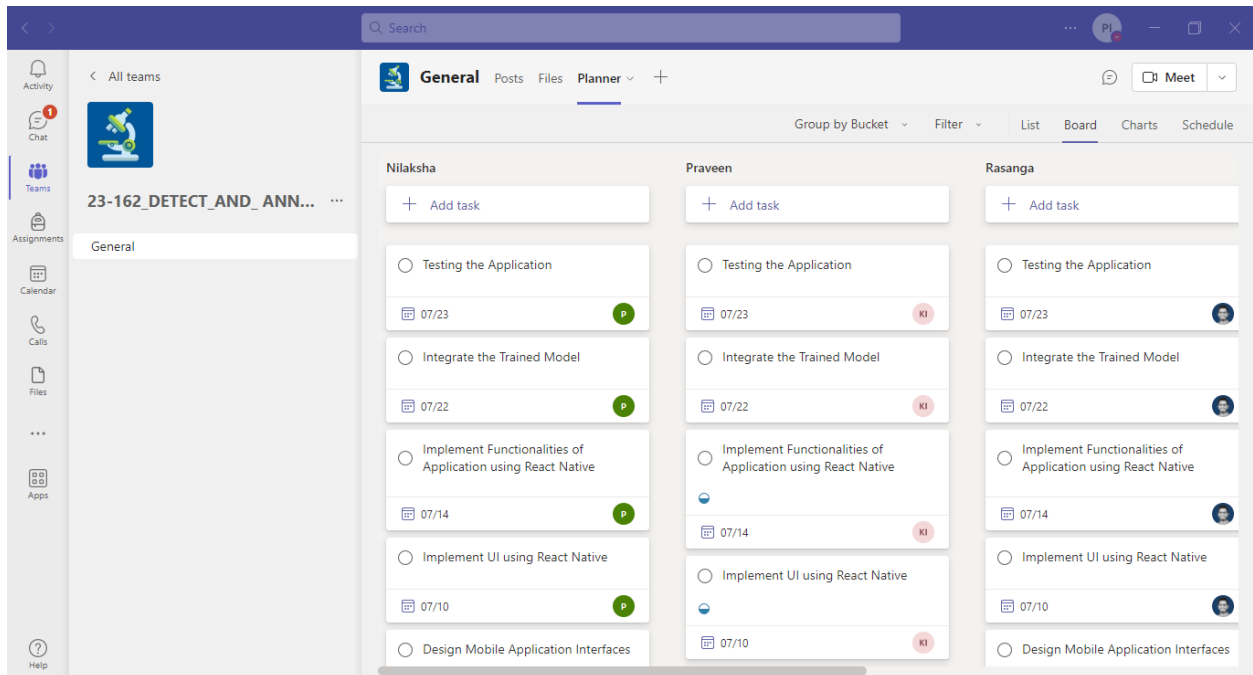 Search
PI
Activity
Chat
1
Teams
Assignments
Calendar
Calls
Files
Apps
Help
All teams
23-162_DETECT_AND_ ANN...
General
General
Posts
Files
Planner
Meet
Group by Bucket
Filter
List
Board
Charts
Schedule
Nilaksha
Add task
Testing the Application
07/23
P
Integrate the Trained Model
07/22
P
Implement Functionalities of
Application using React Native
07/14
P
Implement UI using React Native
07/10
P
Design Mobile Application Interfaces
Praveen
Add task
Testing the Application
07/23
KI
Integrate the Trained Model
07/22
KI
Implement Functionalities of
Application using React Native
07/14
KI
Implement UI using React Native
07/10
KI
Rasanga
Add task
Testing the Application
07/23
Integrate the Trained Model
07/22
Implement Functionalities of
Application using React Native
07/14
Implement UI using React Native
07/10
Design Mobile Application Interfaces